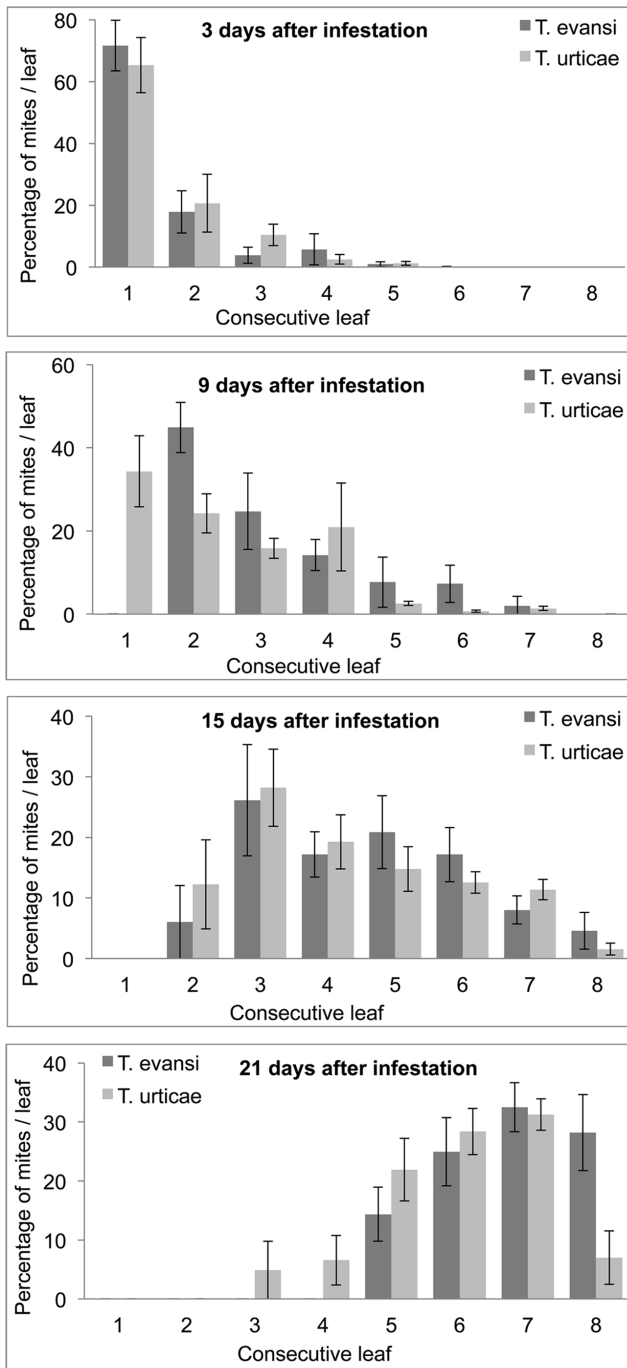 3 days after infestation
T. evansi
T. urticae
Percentage of mites / leaf
80
60
40
20
0
1 2 3 4 5 6 7 8
Consecutive leaf
9 days after infestation
T. evansi
T. urticae
Percentage of mites / leaf
60
40
20
0
1 2 3 4 5 6 7 8
Consecutive leaf
15 days after infestation
T. evansi
T. urticae
Percentage of mites / leaf
40
30
20
10
0
1 2 3 4 5 6 7 8
Consecutive leaf
21 days after infestation
T. evansi
T. urticae
Percentage of mites / leaf
40
30
20
10
0
1 2 3 4 5 6 7 8
Consecutive leaf